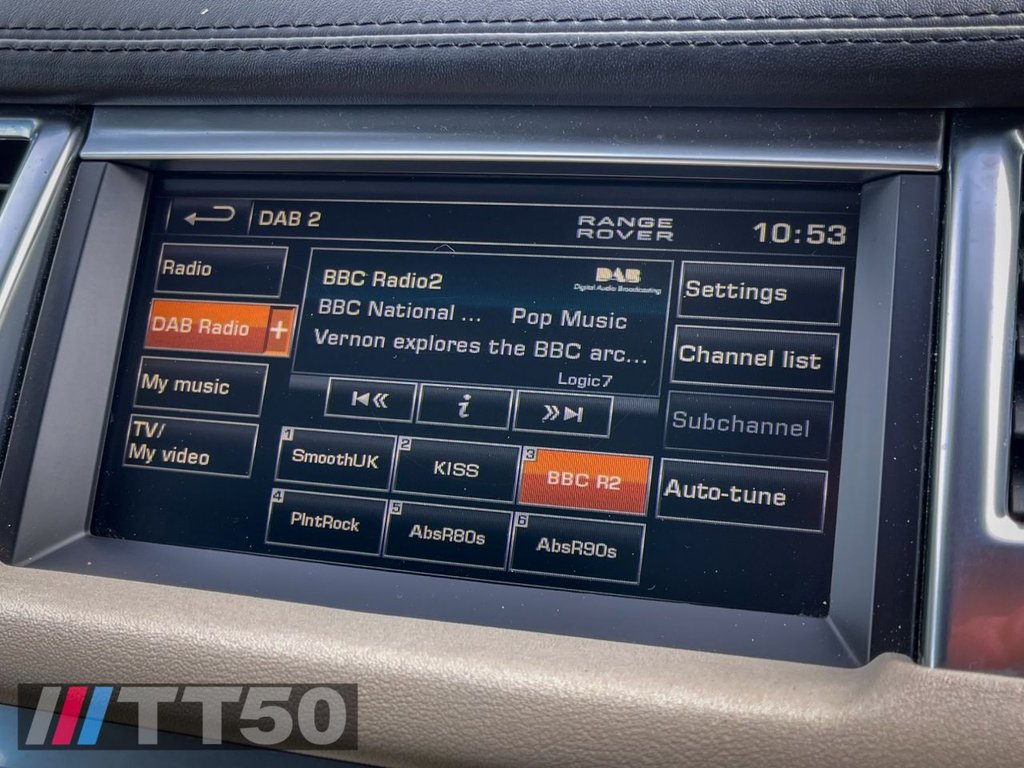 DAB 2
RANGE
ROVER
10:53
Radio
DAB Radio +
My music
TV/
My video
BBC Radio2
DAB
Digital Audio Broadcasting
BBC National ... Pop Music
Vernon explores the BBC arc...
Logic7
i
Settings
Channel list
Subchannel
Auto-tune
1 SmoothUK
2 KISS
3 BBC R2
4 PlntRock
5 AbsR80s
6 AbsR90s
TT50